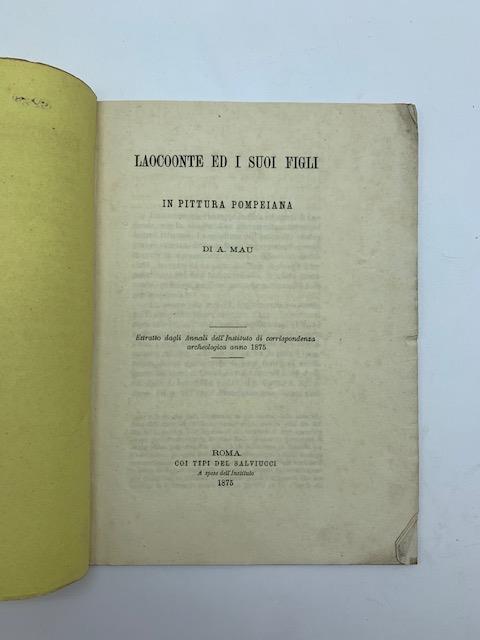 LAOCOONTE ED I SUOI FIGLI
IN PITTURA POMPEIANA
DI A. MAU
Estratto dagli Annali dell'Instituto di corrispondenza
archeologica anno 1875
ROMA
COI TIPI DEL SALVIUCCI
A spese dell'Instituto
1875